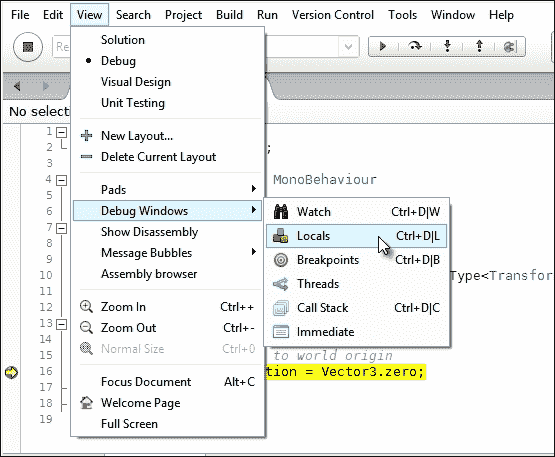 File Edit View Search Project Build Run Version Control Tools Window Help
Solution
Debug
Visual Design
Unit Testing
No selecti
New Layout...
Delete Current Layout
Pads
Debug Windows
Show Disassembly
Message Bubbles
Assembly browser
Zoom In Ctrl++
Zoom Out Ctrl+-
Normal Size Ctrl+0
Focus Document Alt+C
Welcome Page
Full Screen
Watch Ctrl+D|W
Locals Ctrl+D|L
Breakpoints Ctrl+D|B
Threads
Call Stack Ctrl+D|C
Immediate
1
2 ;
3
4 MonoBehaviour
5
6
7
8
9
10 Type<Transfor
11
12
13
14
15 to world origin
16 tion = Vector3.zero;
17
18
19